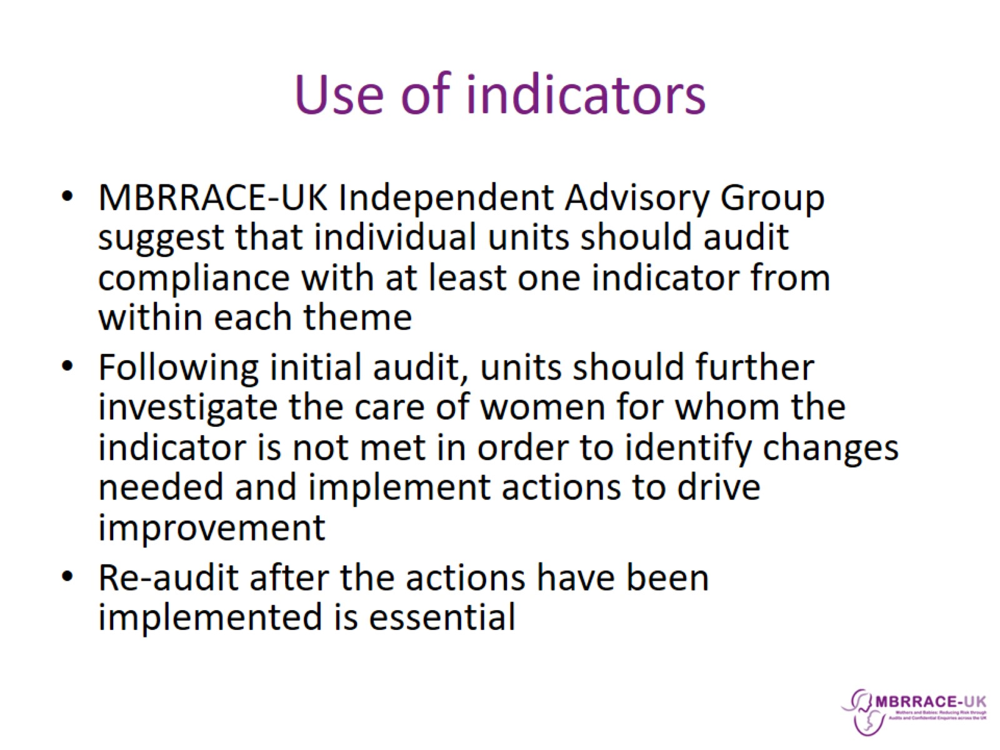 Use of indicators
• MBRRACE-UK Independent Advisory Group
suggest that individual units should audit
compliance with at least one indicator from
within each theme
• Following initial audit, units should further
investigate the care of women for whom the
indicator is not met in order to identify changes
needed and implement actions to drive
improvement
• Re-audit after the actions have been
implemented is essential
MBRRACE-UK
Mothers and Babies: Reducing Risk through
Audits and Confidential Enquiries across the UK